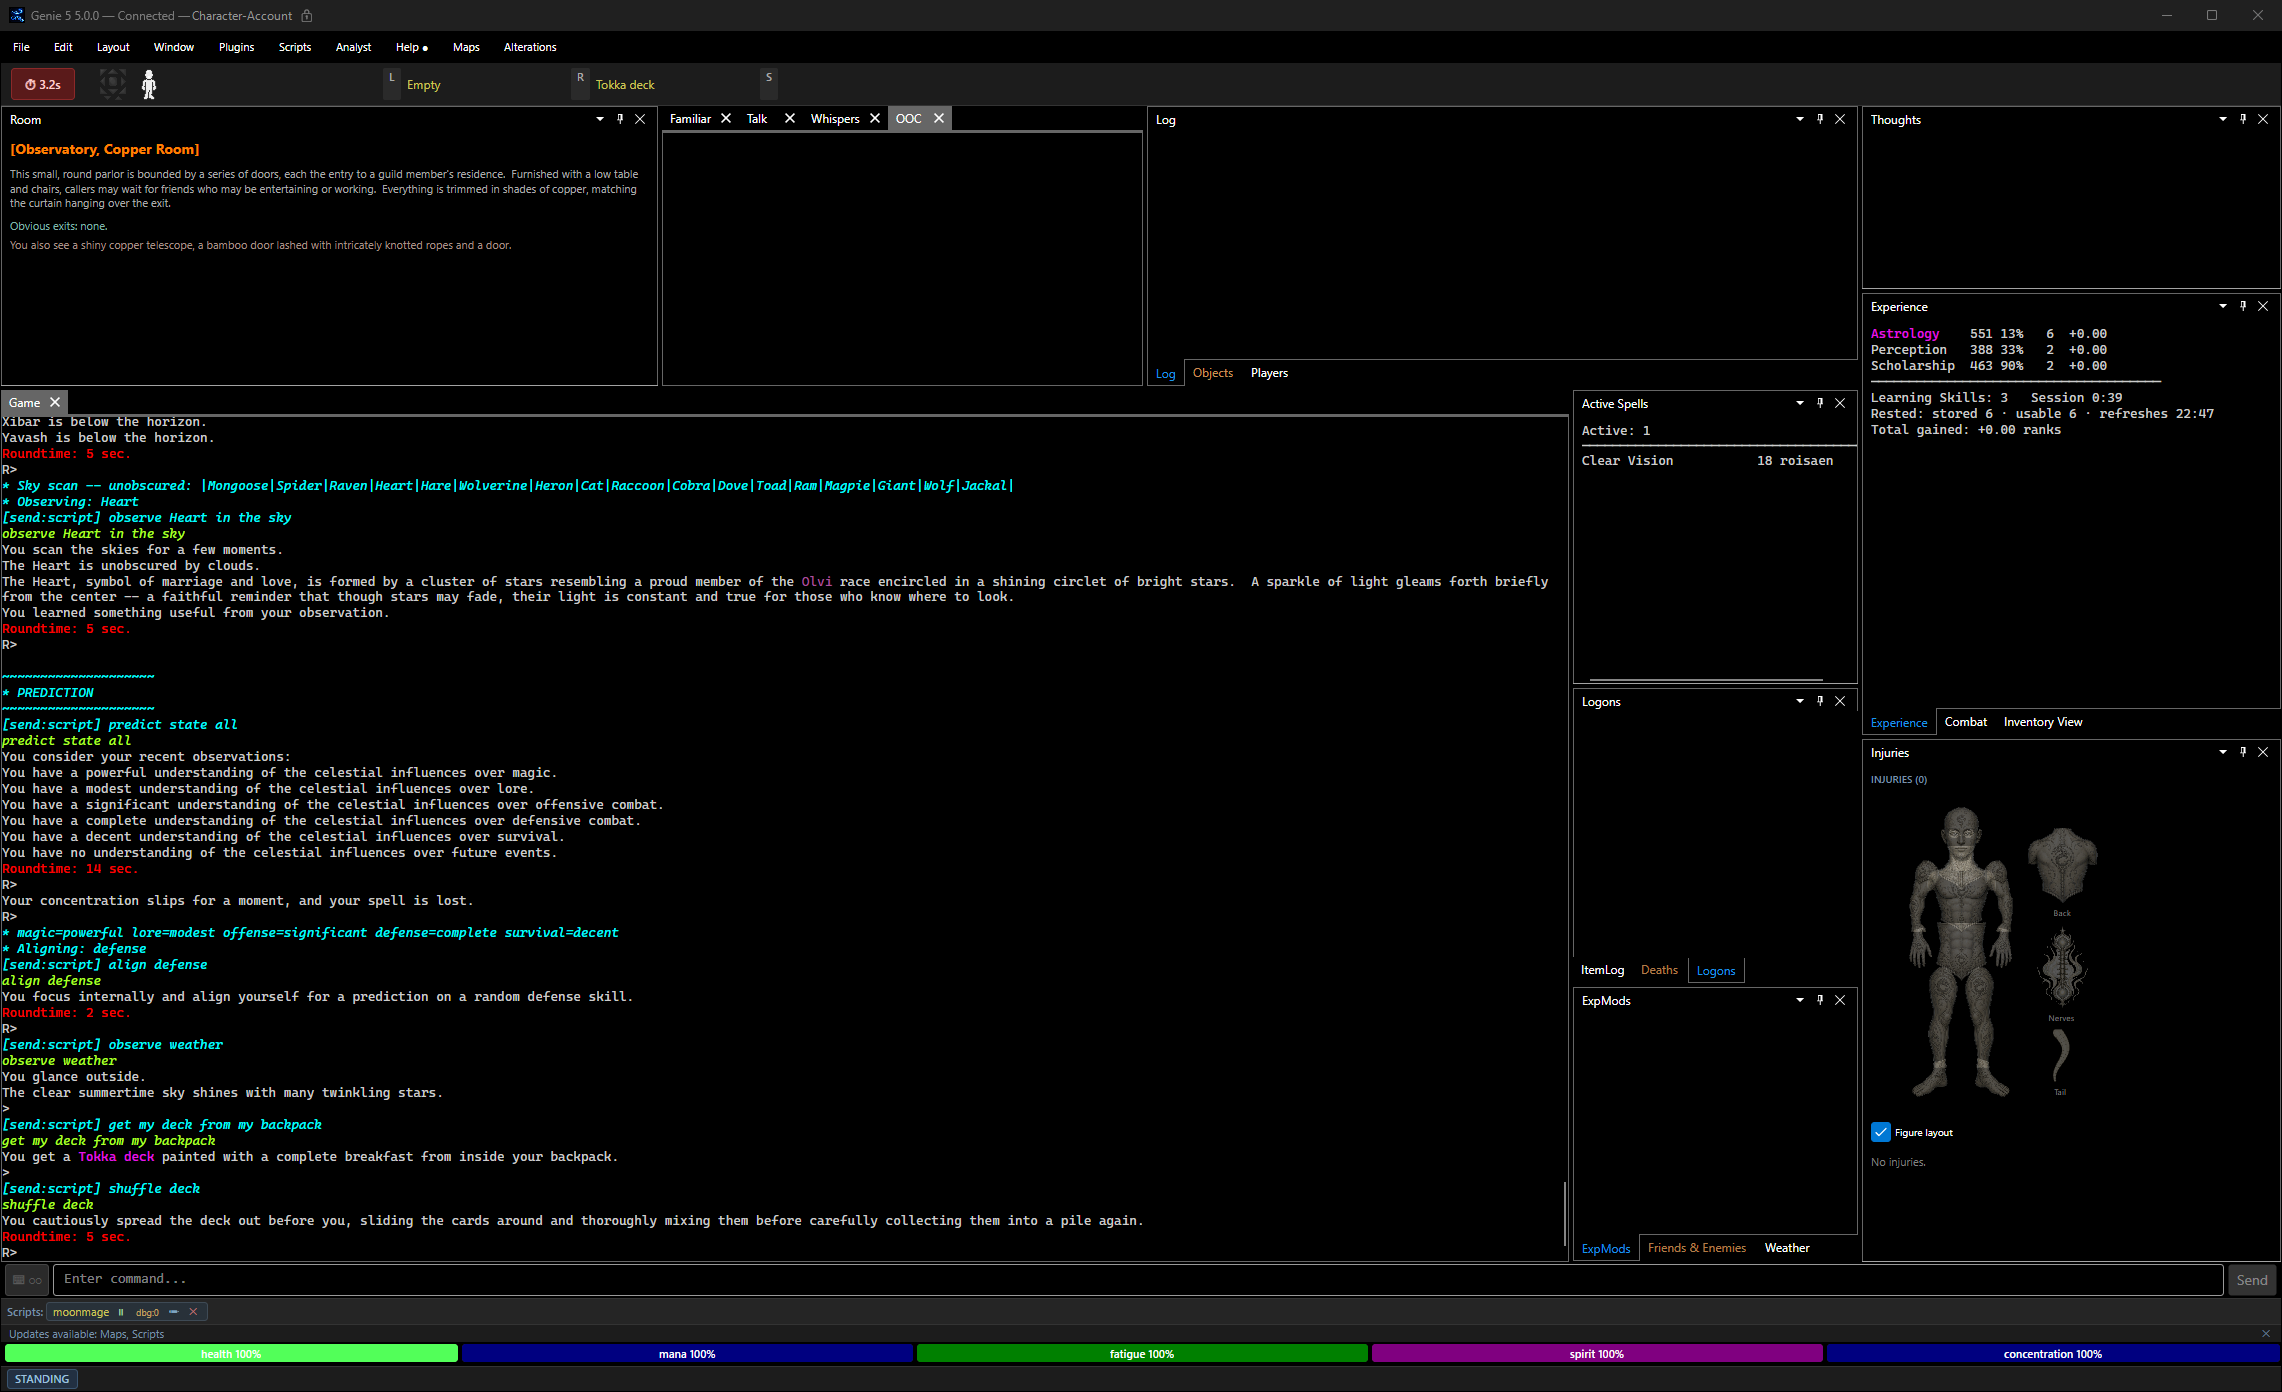 Genie 5 5.0.0 — Connected — Character-Account
File Edit Layout Window Plugins Scripts Analyst Help ● Maps Alterations
3.2s
L Empty
R Tokka deck
S
Room
[Observatory, Copper Room]
This small, round parlor is bounded by a series of doors, each the entry to a guild member's residence.  Furnished with a low table
and chairs, callers may wait for friends who may be entertaining or working.  Everything is trimmed in shades of copper, matching
the curtain hanging over the exit.
Obvious exits: none.
You also see a shiny copper telescope, a bamboo door lashed with intricately knotted ropes and a door.
Familiar Talk Whispers OOC
Log
Log Objects Players
Thoughts
Experience
Astrology 551 13% 6 +0.00
Perception 388 33% 2 +0.00
Scholarship 463 90% 2 +0.00
Learning Skills: 3 Session 0:39
Rested: stored 6 · usable 6 · refreshes 22:47
Total gained: +0.00 ranks
Experience Combat Inventory View
Game
Xibar is below the horizon.
Yavash is below the horizon.
Roundtime: 5 sec.
R>
* Sky scan -- unobscured: |Mongoose|Spider|Raven|Heart|Hare|Wolverine|Heron|Cat|Raccoon|Cobra|Dove|Toad|Ram|Magpie|Giant|Wolf|Jackal|
* Observing: Heart
[send:script] observe Heart in the sky
observe Heart in the sky
You scan the skies for a few moments.
The Heart is unobscured by clouds.
The Heart, symbol of marriage and love, is formed by a cluster of stars resembling a proud member of the Olvi race encircled in a shining circlet of bright stars.  A sparkle of light gleams forth briefly
from the center -- a faithful reminder that though stars may fade, their light is constant and true for those who know where to look.
You learned something useful from your observation.
Roundtime: 5 sec.
R>
~~~~~~~~~~~~~~~~~~~~
* PREDICTION
~~~~~~~~~~~~~~~~~~~~
[send:script] predict state all
predict state all
You consider your recent observations:
You have a powerful understanding of the celestial influences over magic.
You have a modest understanding of the celestial influences over lore.
You have a significant understanding of the celestial influences over offensive combat.
You have a complete understanding of the celestial influences over defensive combat.
You have a decent understanding of the celestial influences over survival.
You have no understanding of the celestial influences over future events.
Roundtime: 14 sec.
R>
Your concentration slips for a moment, and your spell is lost.
R>
* magic=powerful lore=modest offense=significant defense=complete survival=decent
* Aligning: defense
[send:script] align defense
align defense
You focus internally and align yourself for a prediction on a random defense skill.
Roundtime: 2 sec.
R>
[send:script] observe weather
observe weather
You glance outside.
The clear summertime sky shines with many twinkling stars.
>
[send:script] get my deck from my backpack
get my deck from my backpack
You get a Tokka deck painted with a complete breakfast from inside your backpack.
>
[send:script] shuffle deck
shuffle deck
You cautiously spread the deck out before you, sliding the cards around and thoroughly mixing them before carefully collecting them into a pile again.
Roundtime: 5 sec.
R>
Active Spells
Active: 1
Clear Vision 18 roisaen
Logons
ItemLog Deaths Logons
ExpMods
ExpMods Friends & Enemies Weather
Injuries
INJURIES (0)
Back
Nerves
Tail
Figure layout
No injuries.
Enter command...
Send
Scripts: moonmage dbg:0
Updates available: Maps, Scripts
health 100% mana 100% fatigue 100% spirit 100% concentration 100%
STANDING